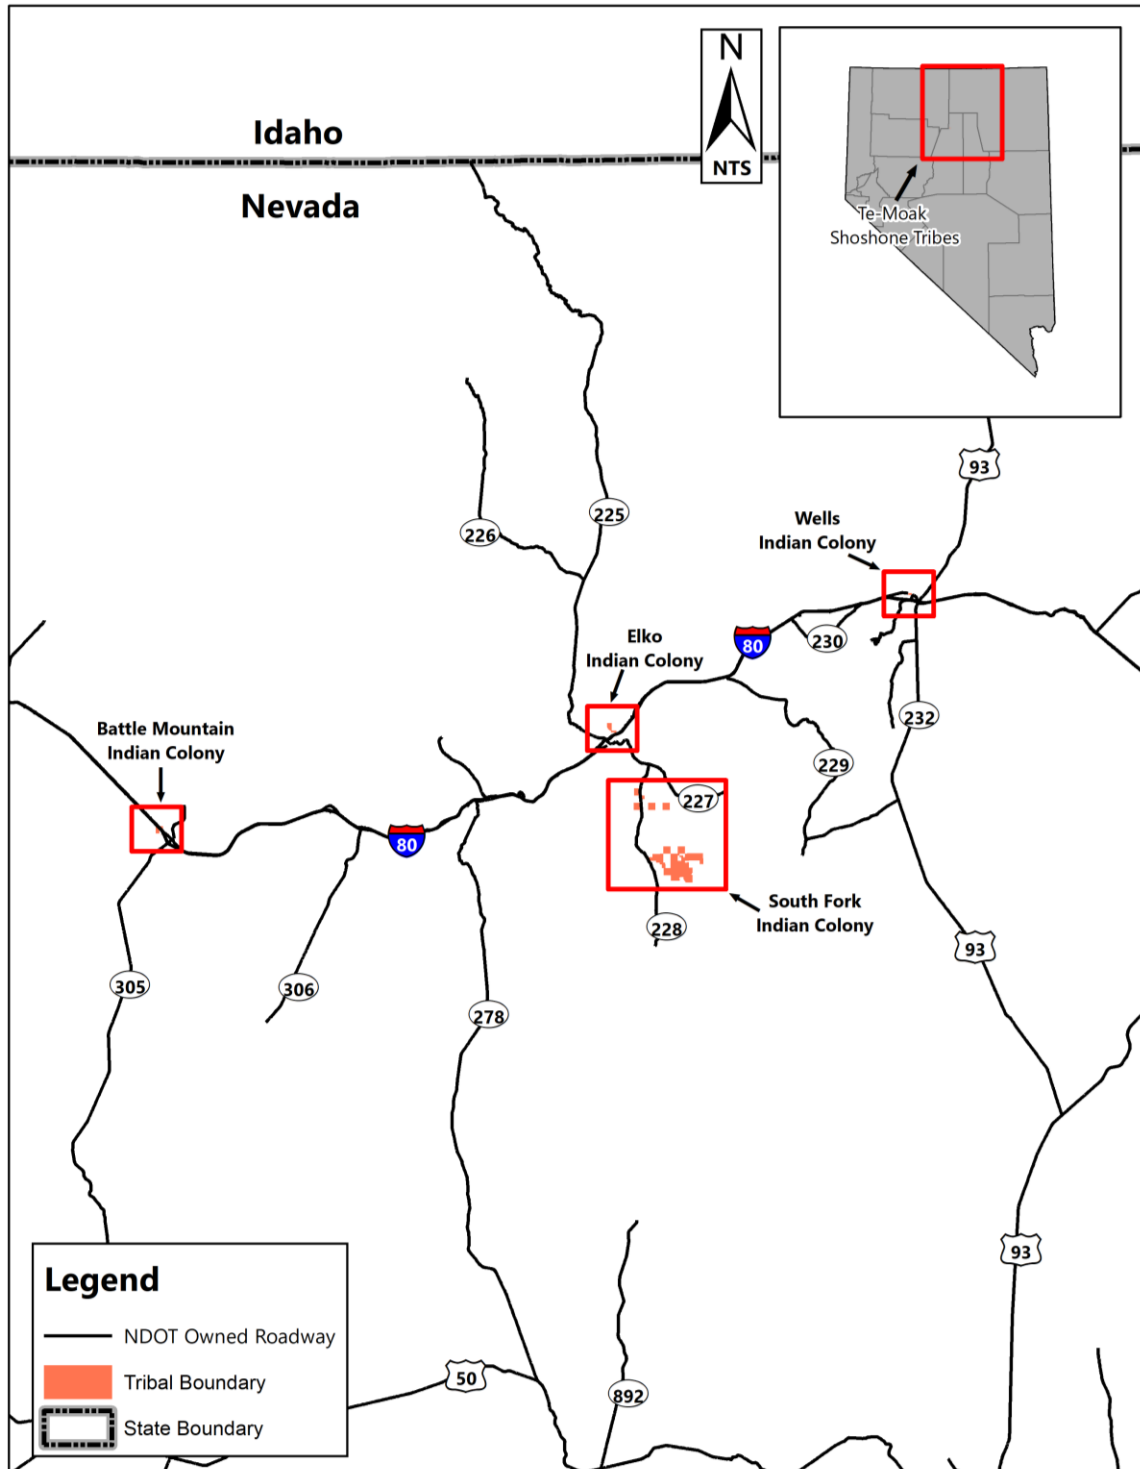 N
NTS
Idaho
Nevada
Te-Moak
Shoshone Tribes
93
225
226
Wells
Indian Colony
Elko
Indian Colony
80
230
232
Battle Mountain
Indian Colony
229
227
80
South Fork
Indian Colony
228
93
305
306
278
93
Legend
NDOT Owned Roadway
Tribal Boundary
State Boundary
50
892